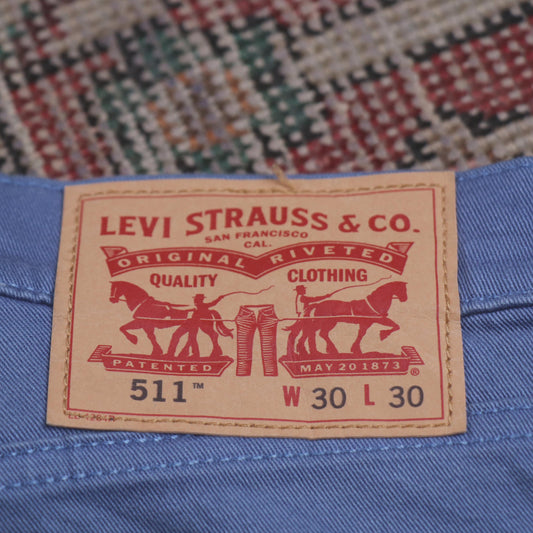 LEVI STRAUSS & CO.
SAN FRANCISCO
CAL.
ORIGINAL RIVETED
QUALITY CLOTHING
PATENTED MAY 20 1873 ®
511™ W 30 L 30